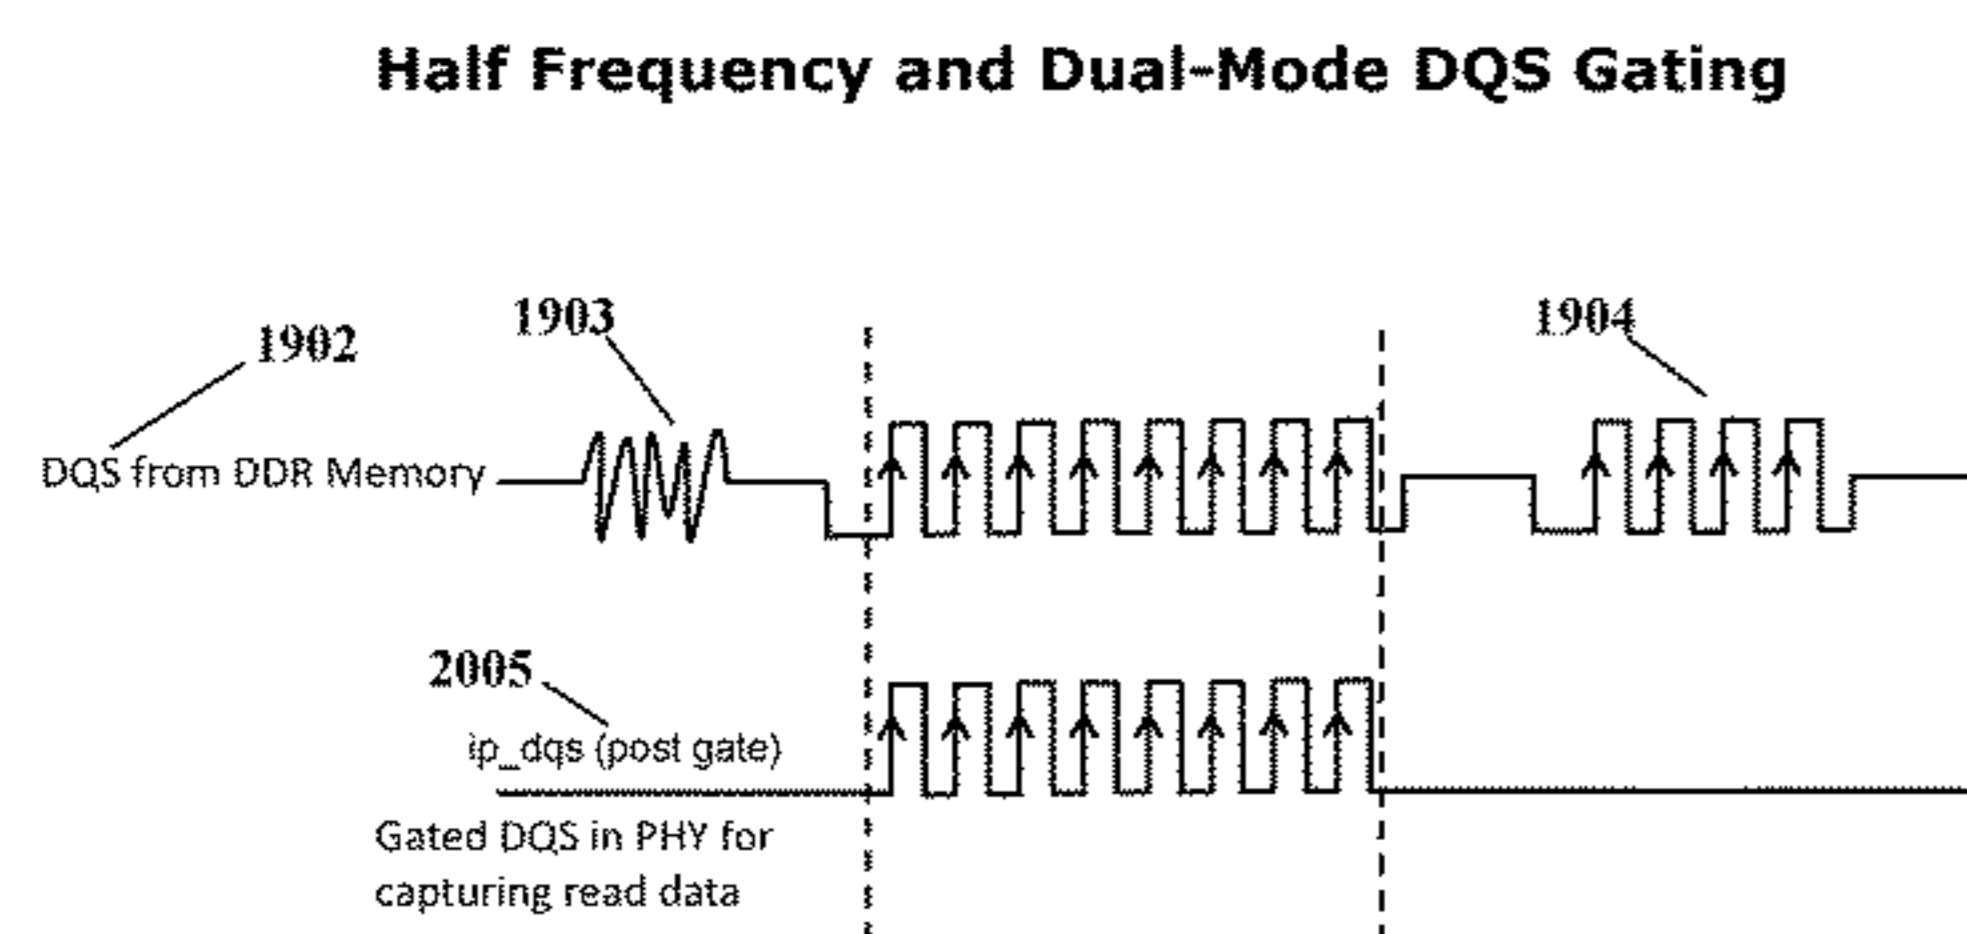 Half Frequency and Dual-Mode DQS Gating
1903
1904
1902
DQS from DDR Memory
2005
ip_dqs (post gate)
Gated DQS in PHY for
capturing read data